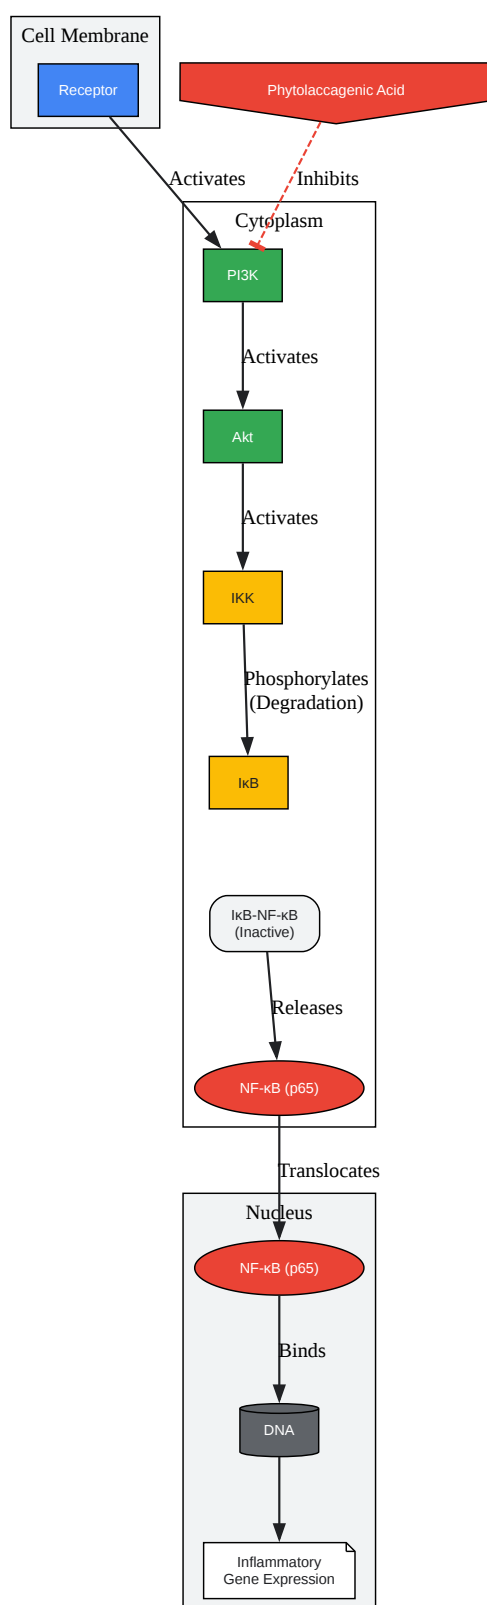 Cell Membrane
Receptor
Phytolaccagenic Acid
Activates
Inhibits
Cytoplasm
PI3K
Activates
Akt
Activates
IKK
Phosphorylates
(Degradation)
IκB
IκB-NF-κB
(Inactive)
Releases
NF-κB (p65)
Translocates
Nucleus
NF-κB (p65)
Binds
DNA
Inflammatory
Gene Expression